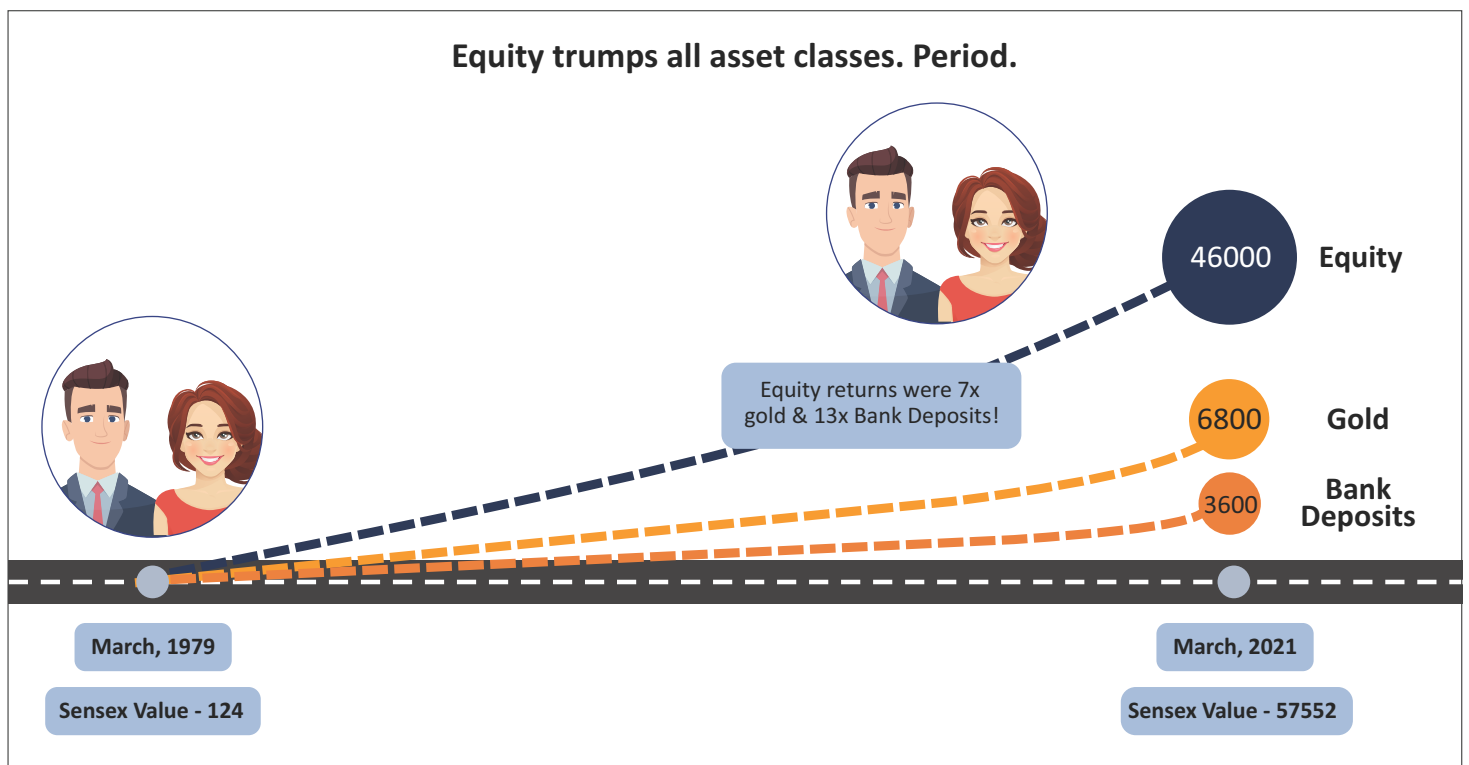 Equity trumps all asset classes. Period.
46000
Equity
Equity returns were 7x
gold & 13x Bank Deposits!
6800
Gold
3600
Bank
Deposits
March, 1979
March, 2021
Sensex Value - 124
Sensex Value - 57552